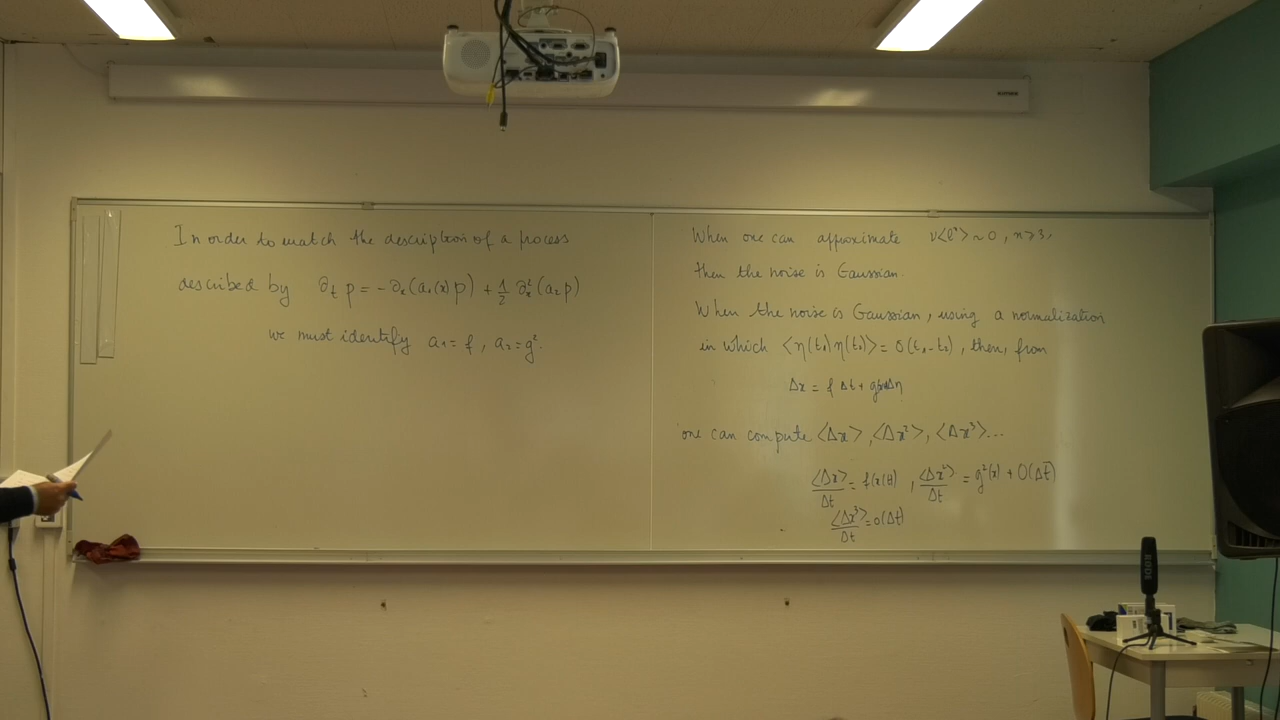 In order to match the description of a process
described by ∂ₜ p = -∂ₓ(a₁(x)p) + 1/2 ∂ₓ²(a₂p)
we must identify a₁ = f, a₂ = g².
When one can approximate ν<ℓⁿ> ~ 0, n ≥ 3,
then the noise is Gaussian.
When the noise is Gaussian, using a normalization
in which <η(t₁)η(t₂)> = δ(t₁-t₂), then, from
Δx = f Δt + g Δη
one can compute <Δx>, <Δx²>, <Δx³>...
<Δx>/Δt = f(x(t)), <Δx²>/Δt = g²(x) + O(Δt)
<Δx³>/Δt = o(Δt)
RODE